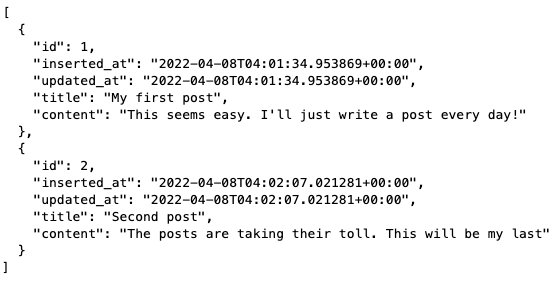 [
  {
    "id": 1,
    "inserted_at": "2022-04-08T04:01:34.953869+00:00",
    "updated_at": "2022-04-08T04:01:34.953869+00:00",
    "title": "My first post",
    "content": "This seems easy. I'll just write a post every day!"
  },
  {
    "id": 2,
    "inserted_at": "2022-04-08T04:02:07.021281+00:00",
    "updated_at": "2022-04-08T04:02:07.021281+00:00",
    "title": "Second post",
    "content": "The posts are taking their toll. This will be my last"
  }
]